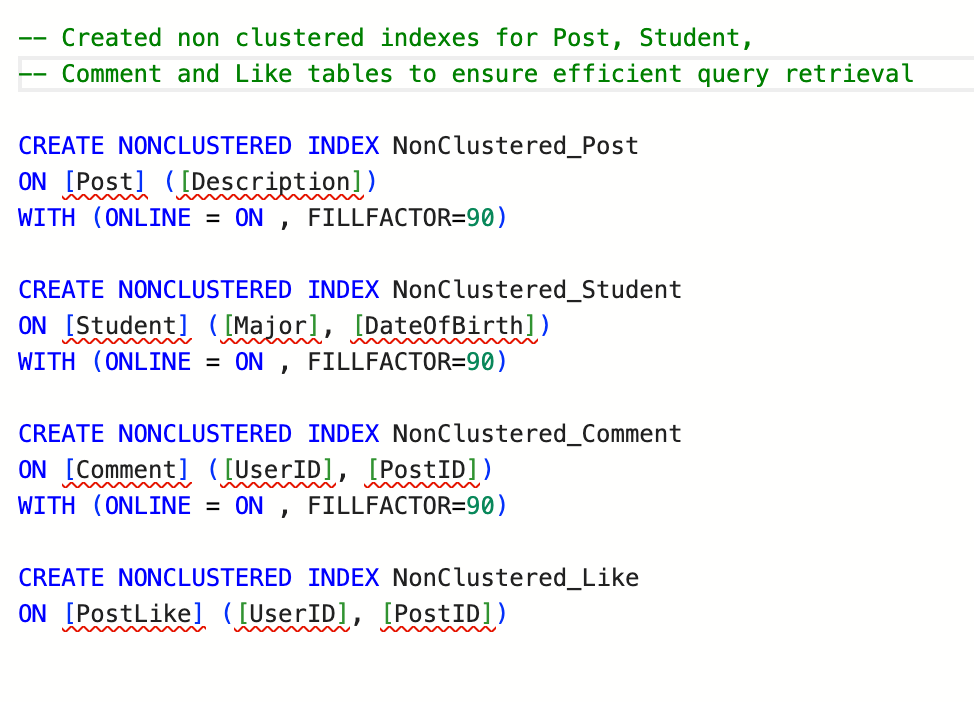 -- Created non clustered indexes for Post, Student,
-- Comment and Like tables to ensure efficient query retrieval
CREATE NONCLUSTERED INDEX NonClustered_Post
ON [Post] ([Description])
WITH (ONLINE = ON , FILLFACTOR=90)
CREATE NONCLUSTERED INDEX NonClustered_Student
ON [Student] ([Major], [DateOfBirth])
WITH (ONLINE = ON , FILLFACTOR=90)
CREATE NONCLUSTERED INDEX NonClustered_Comment
ON [Comment] ([UserID], [PostID])
WITH (ONLINE = ON , FILLFACTOR=90)
CREATE NONCLUSTERED INDEX NonClustered_Like
ON [PostLike] ([UserID], [PostID])